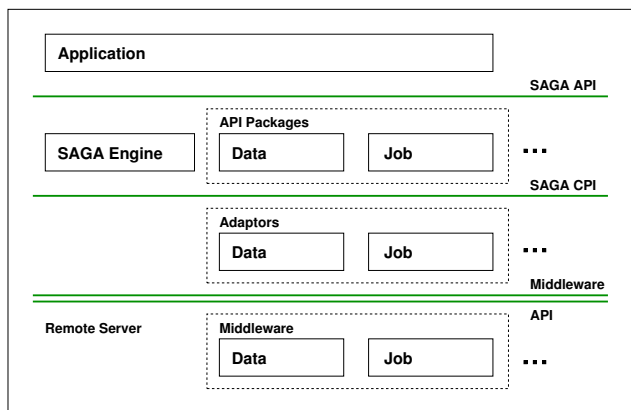 Application
SAGA API
API Packages
SAGA Engine
Data
Job
...
SAGA CPI
Adaptors
Data
Job
...
Middleware
API
Remote Server
Middleware
Data
Job
...